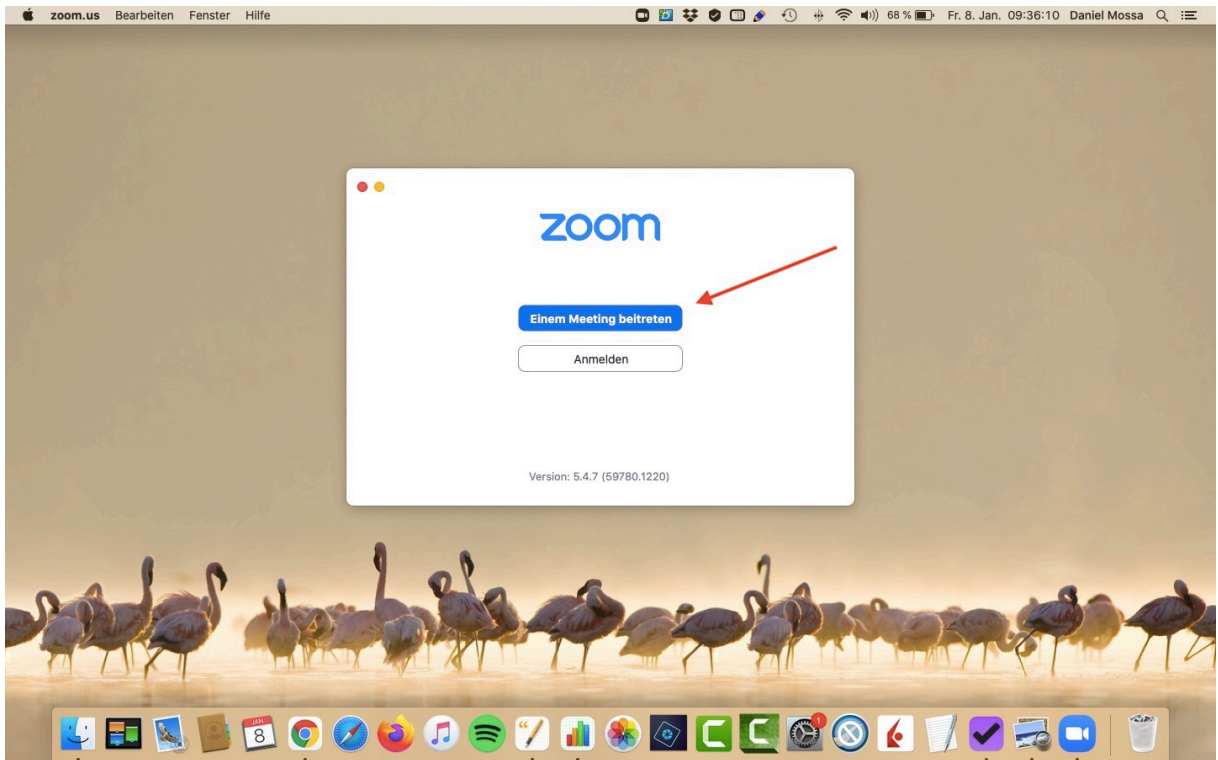 zoom.us Bearbeiten Fenster Hilfe 68 % Fr. 8. Jan. 09:36:10 Daniel Mossa
zoom
Einem Meeting beitreten
Anmelden
Version: 5.4.7 (59780.1220)
JAN
8
1